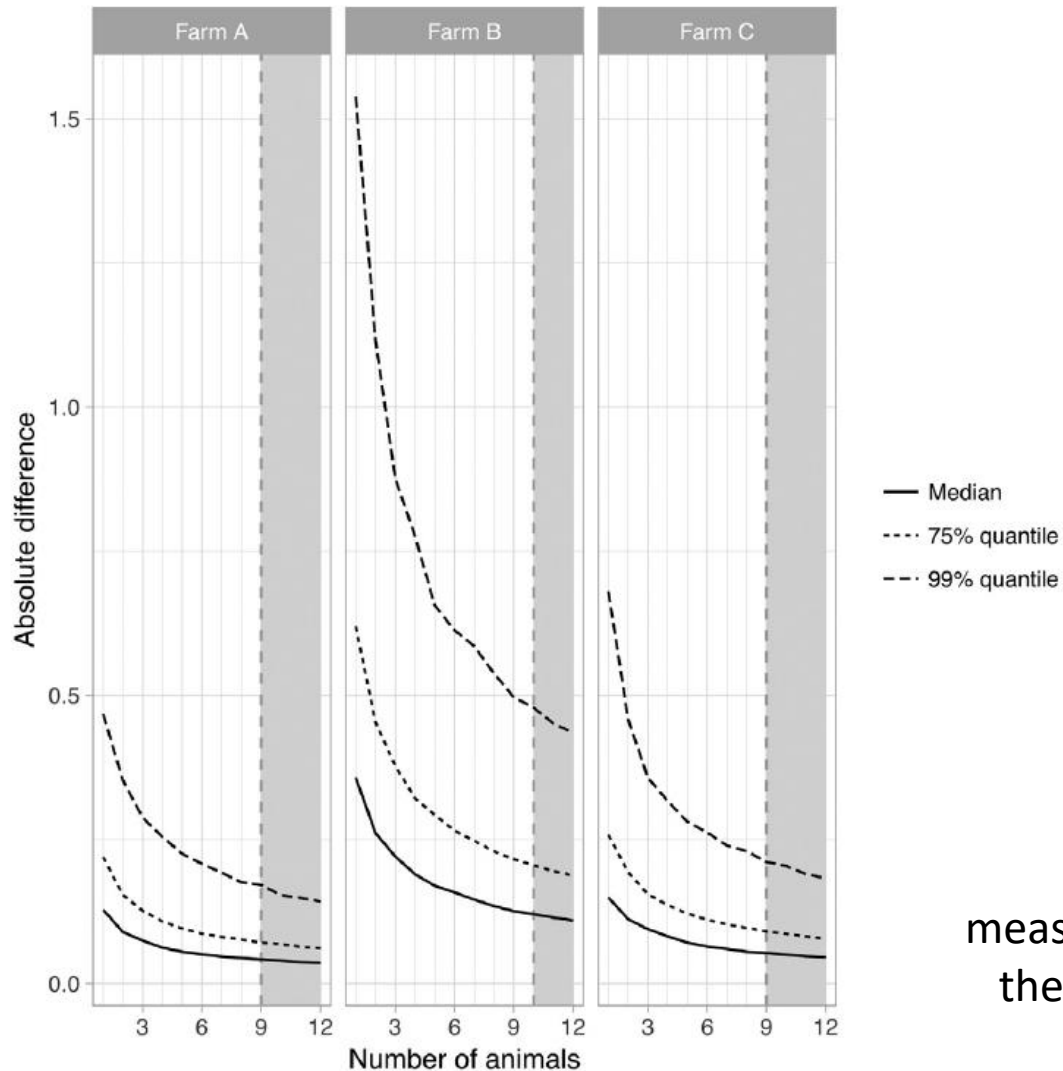 Farm A
Farm B
Farm C
1.5
1.0
0.5
0.0
Absolute difference
3 6 9 12
3 6 9 12
3 6 9 12
Number of animals
Median
75% quantile
99% quantile
meas
the